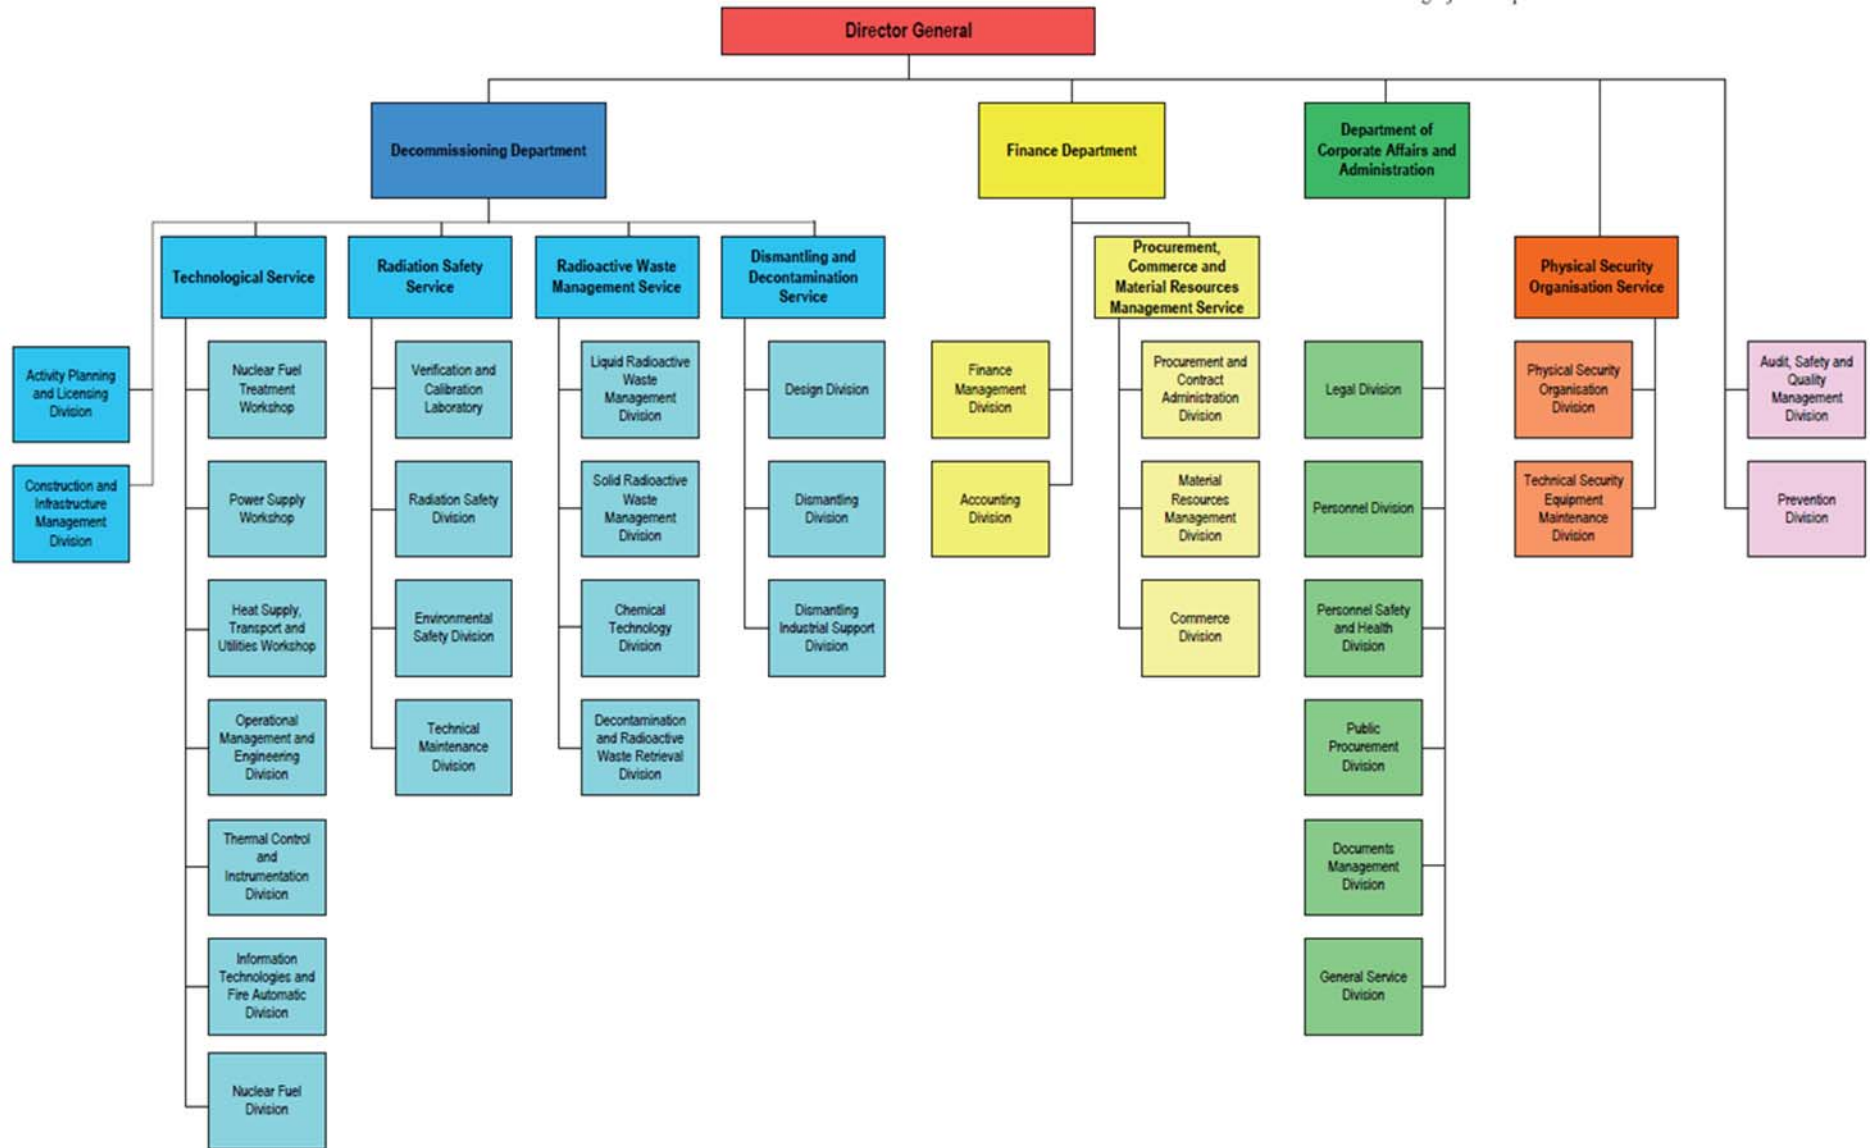 Director General
Decommissioning Department
Finance Department
Department of
Corporate Affairs and
Administration
Technological Service
Radiation Safety
Service
Radioactive Waste
Management Sevice
Dismantling and
Decontamination
Service
Procurement,
Commerce and
Material Resources
Management Service
Physical Security
Organisation Service
Activity Planning
and Licensing
Division
Construction and
Infrastructure
Management
Division
Nuclear Fuel
Treatment
Workshop
Power Supply
Workshop
Heat Supply,
Transport and
Utilities Workshop
Operational
Management and
Engineering
Division
Thermal Control
and
Instrumentation
Division
Information
Technologies and
Fire Automatic
Division
Nuclear Fuel
Division
Verification and
Calibration
Laboratory
Radiation Safety
Division
Environmental
Safety Division
Technical
Maintenance
Division
Liquid Radioactive
Waste
Management
Division
Solid Radioactive
Waste
Management
Division
Chemical
Technology
Division
Decontamination
and Radioactive
Waste Retrieval
Division
Design Division
Dismantling
Division
Dismantling
Industrial Support
Division
Finance
Management
Division
Accounting
Division
Procurement and
Contract
Administration
Division
Material
Resources
Management
Division
Commerce
Division
Legal Division
Personnel Division
Personnel Safety
and Health
Division
Public
Procurement
Division
Documents
Management
Division
General Service
Division
Physical Security
Organisation
Division
Technical Security
Equipment
Maintenance
Division
Audit, Safety and
Quality
Management
Division
Prevention
Division